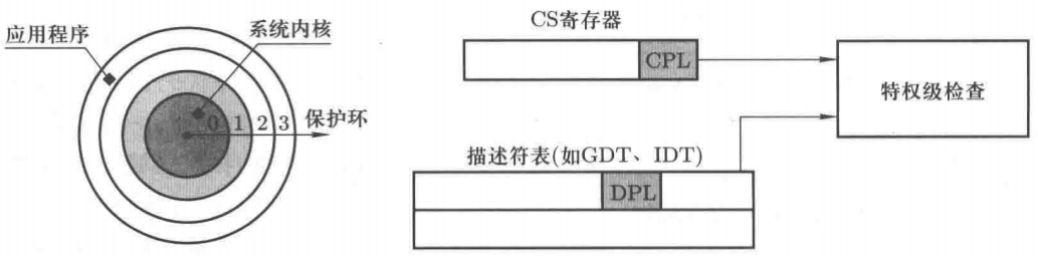 应用程序
系统内核
0 1 2 3
保护环
CS寄存器
CPL
特权级检查
描述符表(如GDT、IDT)
DPL